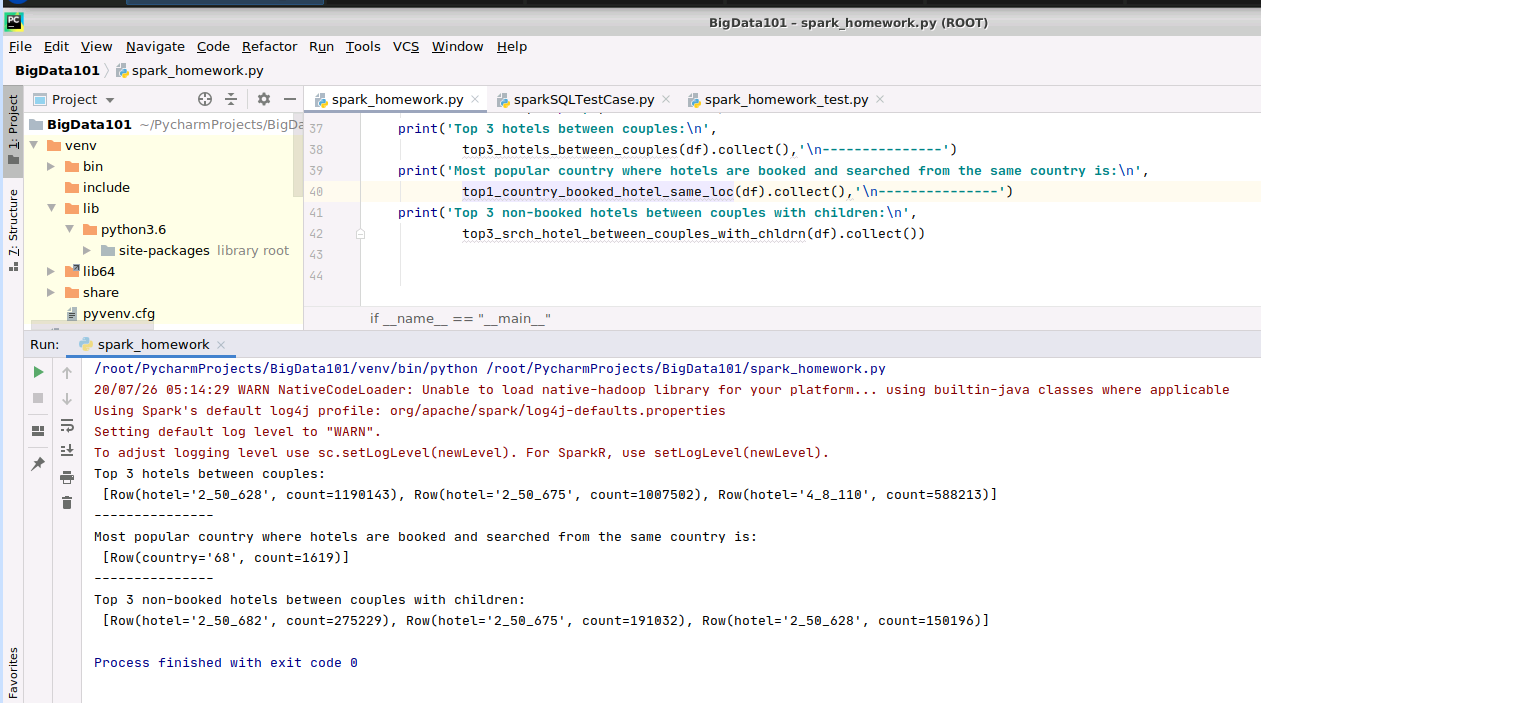 BigData101 – spark_homework.py (ROOT)
File Edit View Navigate Code Refactor Run Tools VCS Window Help
BigData101 spark_homework.py
Project
spark_homework.py sparkSQLTestCase.py spark_homework_test.py
1: Project
7: Structure
Favorites
BigData101 ~/PycharmProjects/BigDa
venv
bin
include
lib
python3.6
site-packages library root
lib64
share
pyvenv.cfg
37 print('Top 3 hotels between couples:\n',
38 top3_hotels_between_couples(df).collect(),'\n---------------')
39 print('Most popular country where hotels are booked and searched from the same country is:\n',
40 top1_country_booked_hotel_same_loc(df).collect(),'\n---------------')
41 print('Top 3 non-booked hotels between couples with children:\n',
42 top3_srch_hotel_between_couples_with_chldrn(df).collect())
43
44
if __name__ == "__main__"
Run: spark_homework
/root/PycharmProjects/BigData101/venv/bin/python /root/PycharmProjects/BigData101/spark_homework.py
20/07/26 05:14:29 WARN NativeCodeLoader: Unable to load native-hadoop library for your platform... using builtin-java classes where applicable
Using Spark's default log4j profile: org/apache/spark/log4j-defaults.properties
Setting default log level to "WARN".
To adjust logging level use sc.setLogLevel(newLevel). For SparkR, use setLogLevel(newLevel).
Top 3 hotels between couples:
[Row(hotel='2_50_628', count=1190143), Row(hotel='2_50_675', count=1007502), Row(hotel='4_8_110', count=588213)]
---------------
Most popular country where hotels are booked and searched from the same country is:
[Row(country='68', count=1619)]
---------------
Top 3 non-booked hotels between couples with children:
[Row(hotel='2_50_682', count=275229), Row(hotel='2_50_675', count=191032), Row(hotel='2_50_628', count=150196)]
Process finished with exit code 0